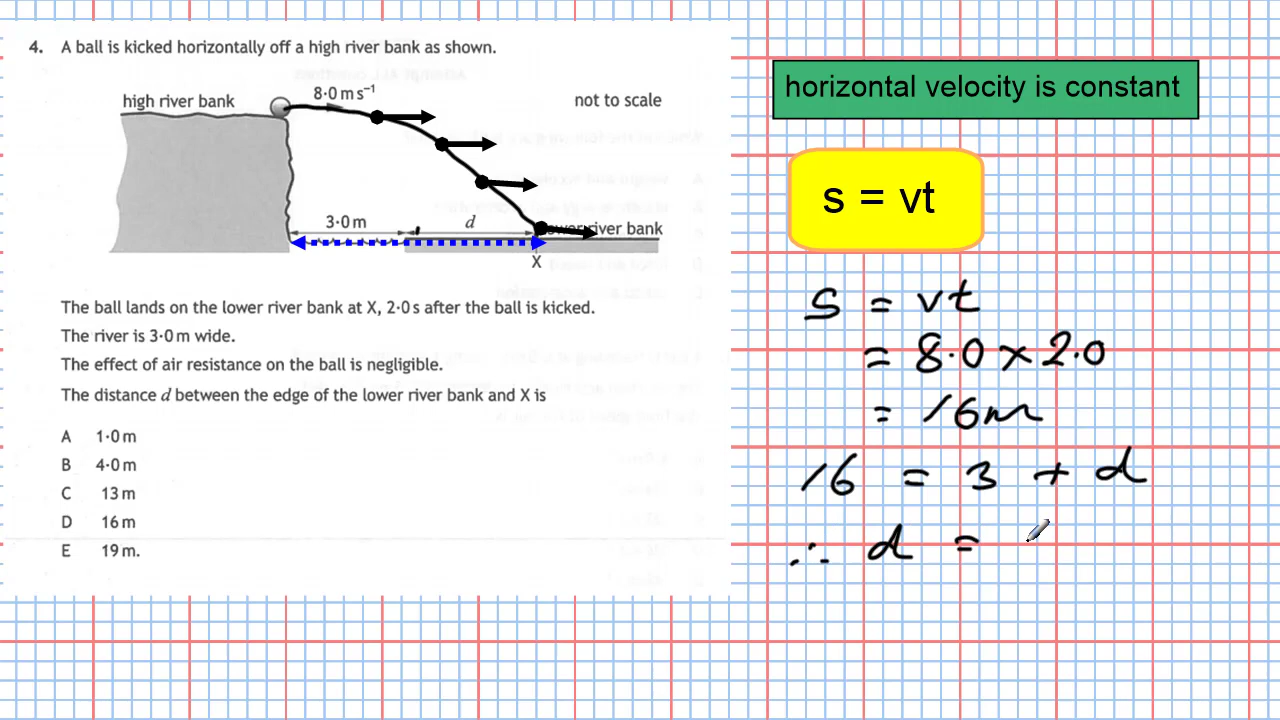 4. A ball is kicked horizontally off a high river bank as shown.
8·0 m s⁻¹
high river bank
not to scale
3·0 m
d
lower river bank
X
The ball lands on the lower river bank at X, 2·0 s after the ball is kicked.
The river is 3·0 m wide.
The effect of air resistance on the ball is negligible.
The distance d between the edge of the lower river bank and X is
A 1·0 m
B 4·0 m
C 13 m
D 16 m
E 19 m.
horizontal velocity is constant
s = vt
s = vt
= 8.0 × 2.0
= 16m
16 = 3 + d
∴ d =